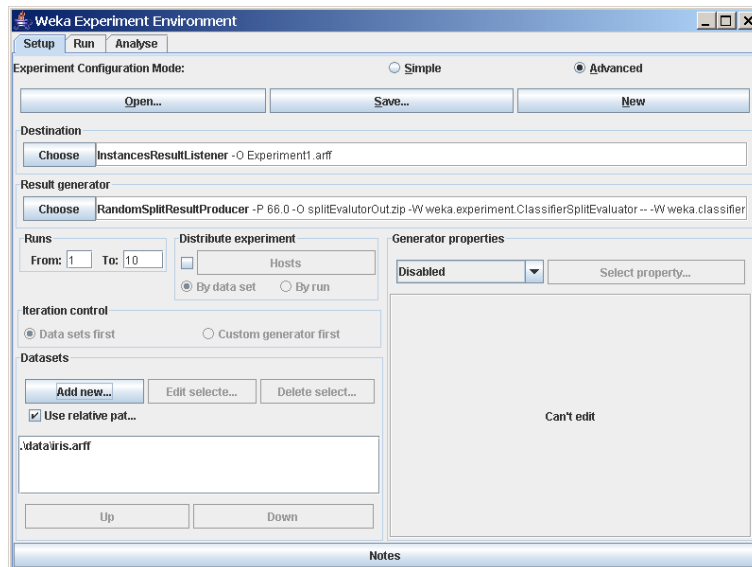 Weka Experiment Environment
Setup Run Analyse
Experiment Configuration Mode: Simple Advanced
Open... Save... New
Destination
Choose InstancesResultListener -O Experiment1.arff
Result generator
Choose RandomSplitResultProducer -P 66.0 -O splitEvalutorOut.zip -W weka.experiment.ClassifierSplitEvaluator -- -W weka.classifier
Runs Distribute experiment Generator properties
From: 1 To: 10 Hosts Disabled Select property...
By data set By run
Iteration control
Data sets first Custom generator first
Datasets
Add new... Edit selecte... Delete select...
Use relative pat...
Can't edit
.\data\iris.arff
Up Down
Notes